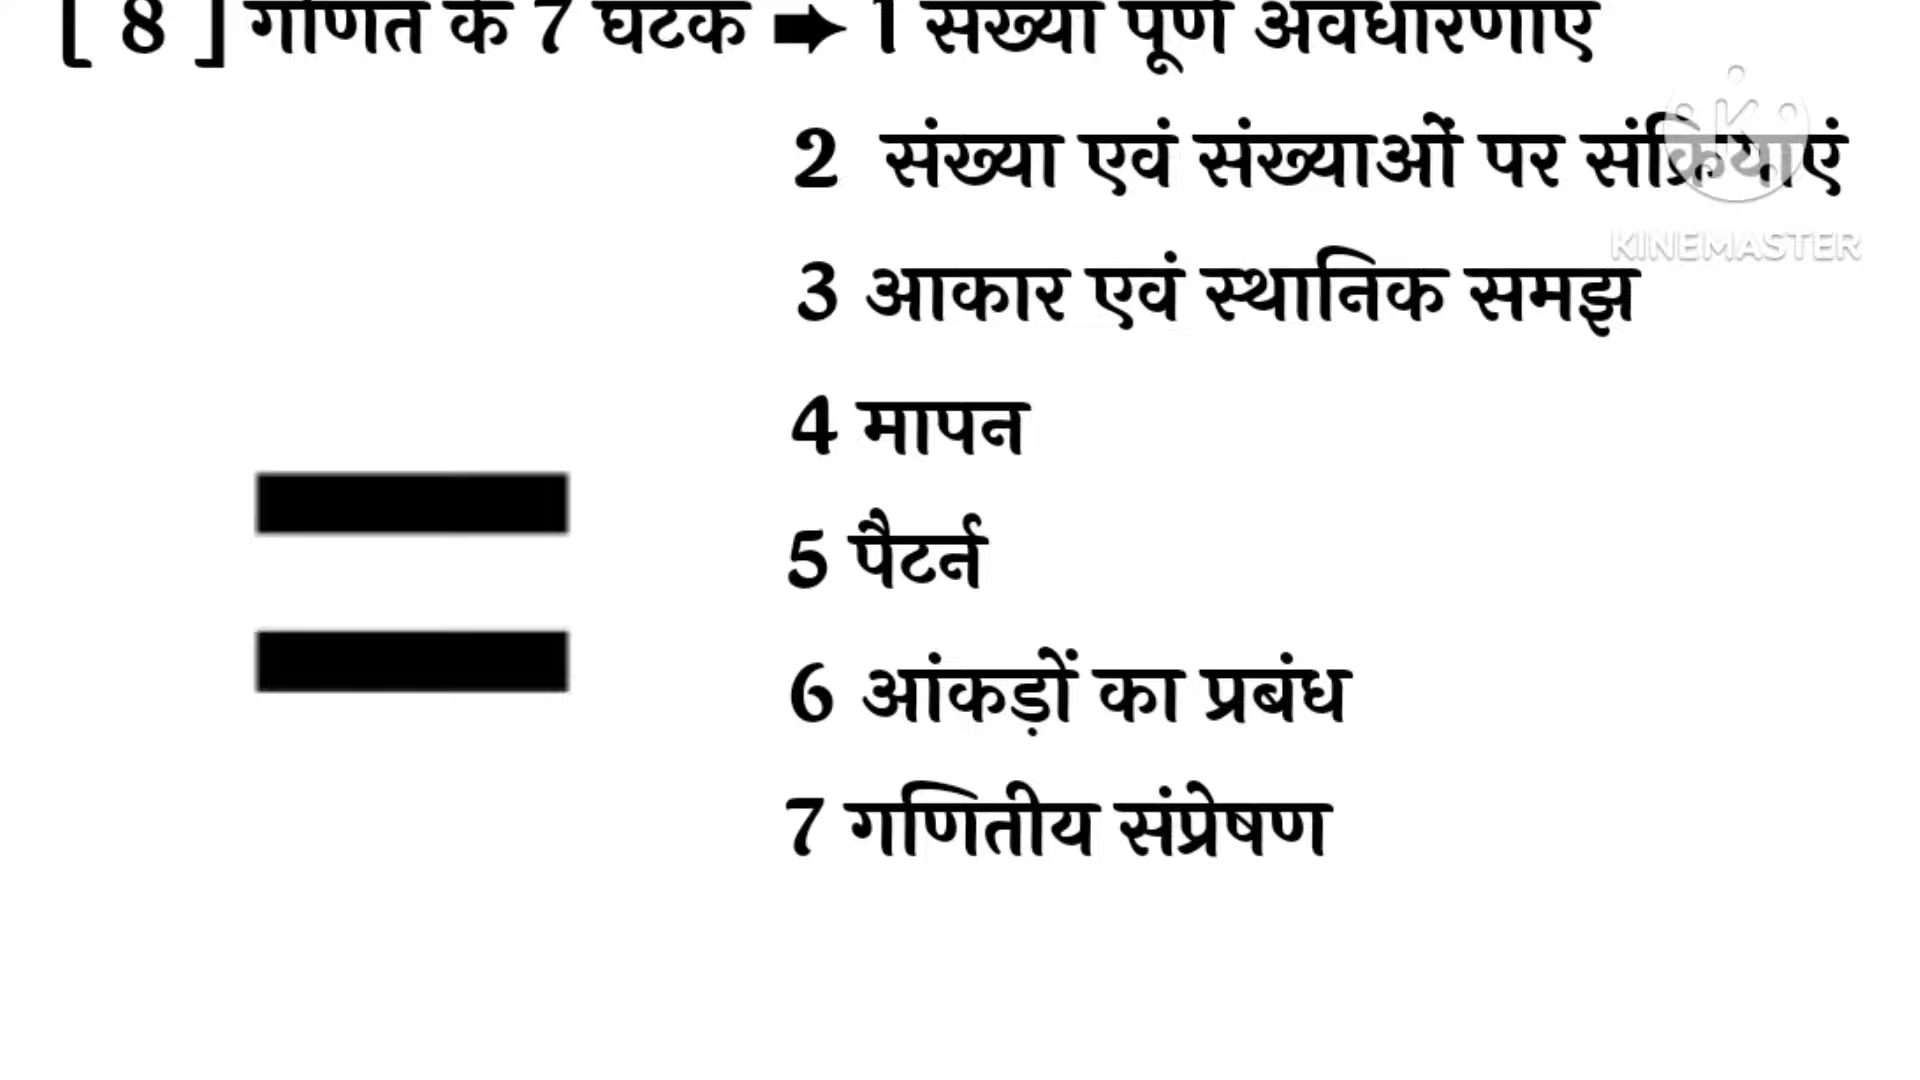 [ 8 ] गणित के 7 घटक ➡ 1 संख्या पूर्ण अवधारणाएं
2 संख्या एवं संख्याओं पर संक्रियाएं
3 आकार एवं स्थानिक समझ
KINEMASTER
4 मापन
5 पैटर्न
6 आंकड़ों का प्रबंध
7 गणितीय संप्रेषण